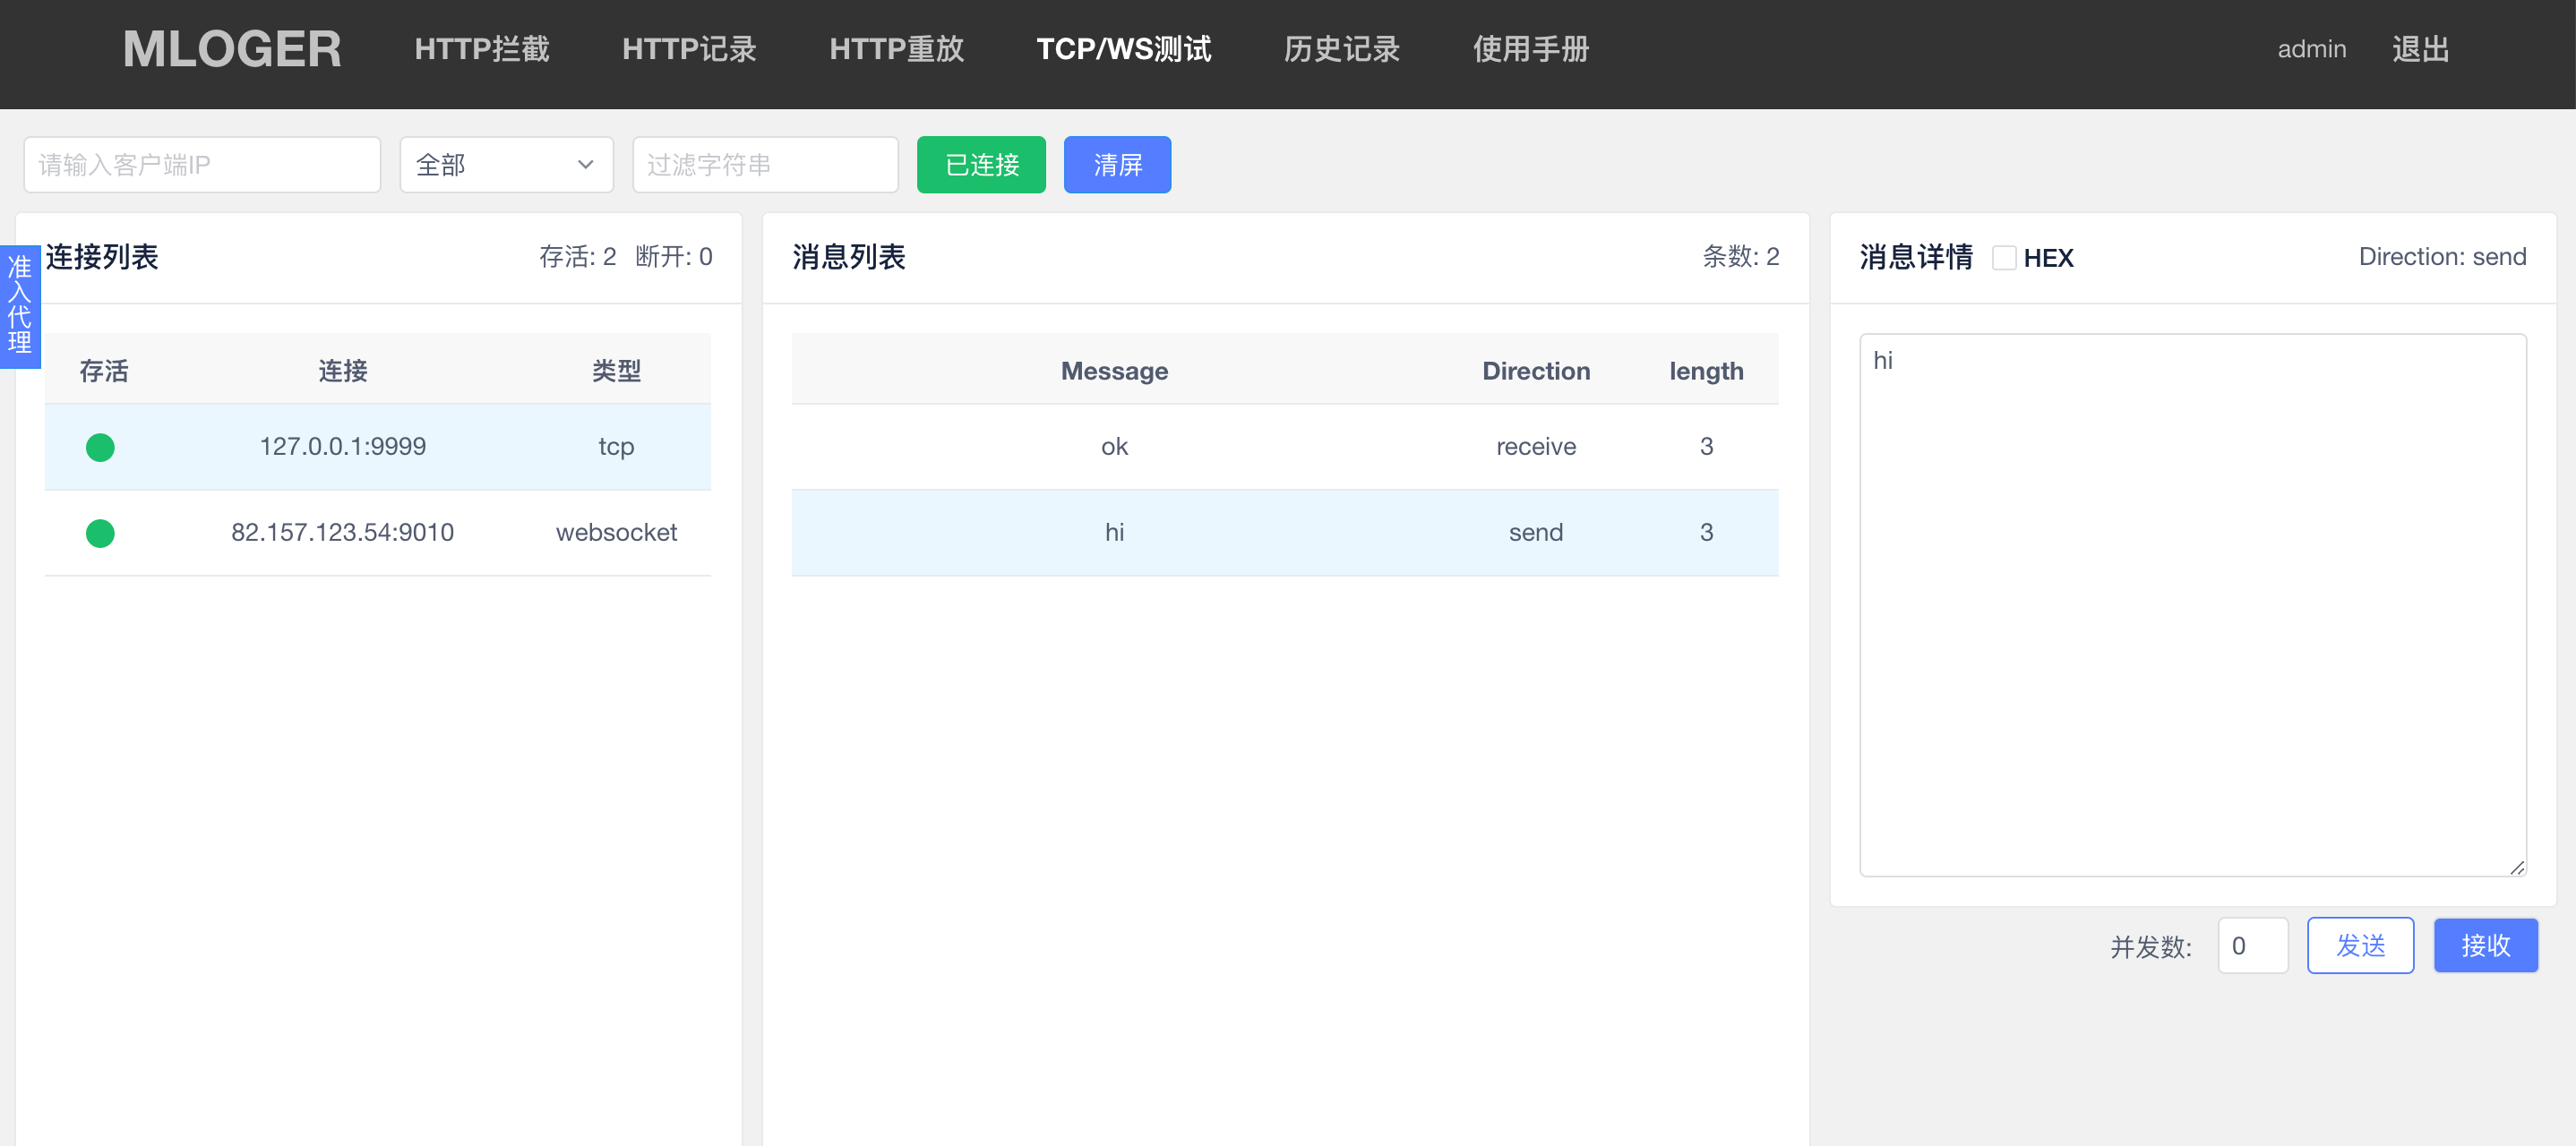 MLOGER HTTP拦截 HTTP记录 HTTP重放 TCP/WS测试 历史记录 使用手册 admin 退出
请输入客户端IP 全部 过滤字符串 已连接 清屏
准入代理
连接列表 存活: 2 断开: 0
存活 连接 类型
127.0.0.1:9999 tcp
82.157.123.54:9010 websocket
消息列表 条数: 2
Message Direction length
ok receive 3
hi send 3
消息详情 HEX Direction: send
hi
并发数: 0 发送 接收